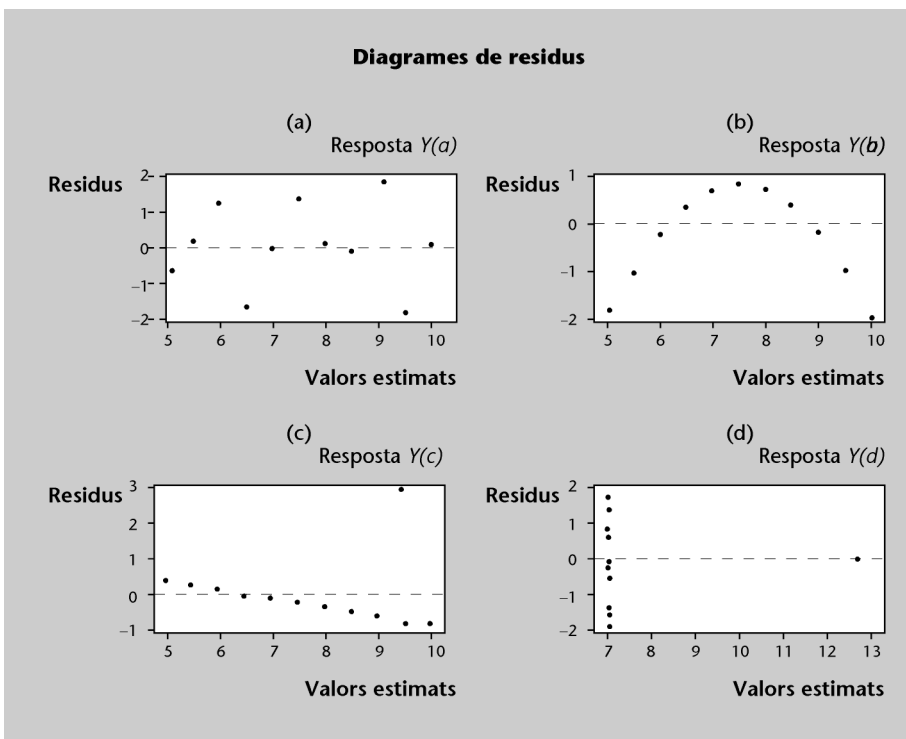 Diagrames de residus
(a)
Resposta Y(a)
Residus
2
1
0
−1
−2
5 6 7 8 9 10
Valors estimats
(b)
Resposta Y(b)
Residus
1
0
−1
−2
5 6 7 8 9 10
Valors estimats
(c)
Resposta Y(c)
Residus
3
2
1
0
−1
5 6 7 8 9 10
Valors estimats
(d)
Resposta Y(d)
Residus
2
1
0
−1
−2
7 8 9 10 11 12 13
Valors estimats